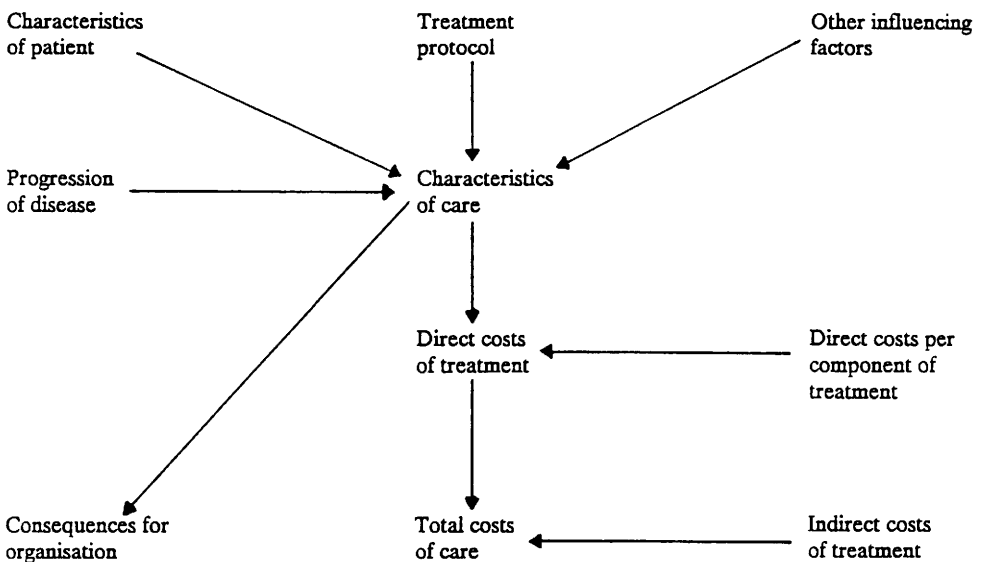 Characteristics
of patient
Treatment
protocol
Other influencing
factors
Progression
of disease
Characteristics
of care
Direct costs
of treatment
Direct costs per
component of
treatment
Consequences for
organisation
Total costs
of care
Indirect costs
of treatment